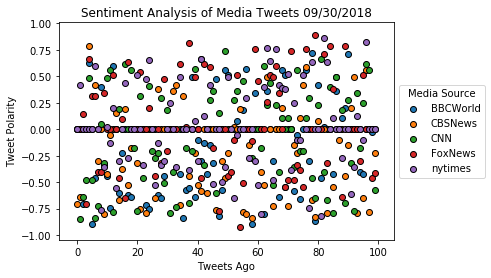 Sentiment Analysis of Media Tweets 09/30/2018
1.00
0.75
0.50
0.25
0.00
−0.25
−0.50
−0.75
−1.00
Tweet Polarity
0 20 40 60 80 100
Tweets Ago
Media Source
BBCWorld
CBSNews
CNN
FoxNews
nytimes